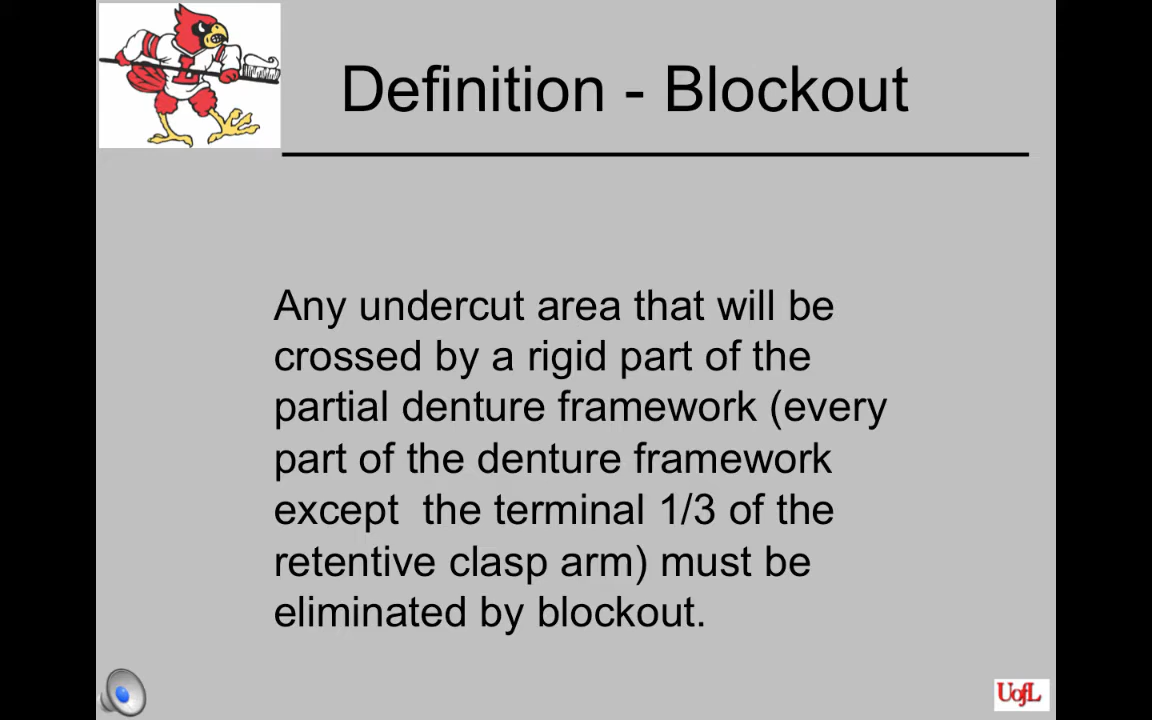 Definition - Blockout
Any undercut area that will be
crossed by a rigid part of the
partial denture framework (every
part of the denture framework
except  the terminal 1/3 of the
retentive clasp arm) must be
eliminated by blockout.
UofL